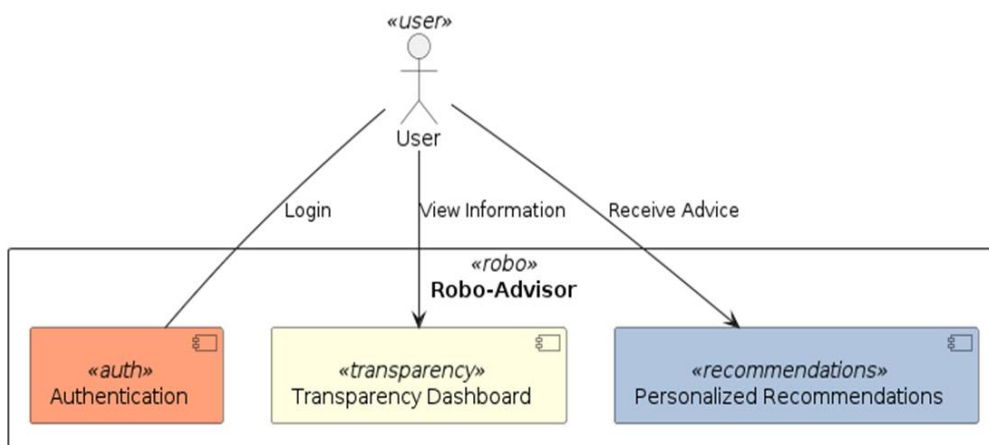 «user»
User
Login
View Information
Receive Advice
«robo»
Robo-Advisor
«auth»
Authentication
«transparency»
Transparency Dashboard
«recommendations»
Personalized Recommendations